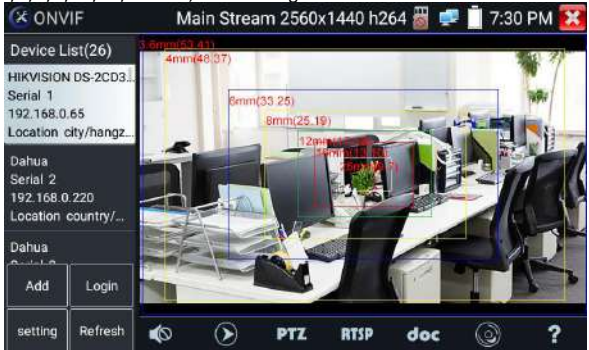 ONVIF
Main Stream 2560x1440 h264
7:30 PM
Device List(26)
HIKVISION DS-2CD3...
Serial 1
192.168.0.65
Location city/hangz...
Dahua
Serial 2
192.168.0.220
Location country/...
Dahua
Add
Login
setting
Refresh
3.6mm(53.41)
4mm(48.37)
6mm(33.25)
8mm(25.19)
PTZ
RTSP
doc
?